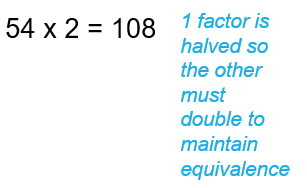 54 x 2 = 108
1 factor is
halved so
the other
must
double to
maintain
equivalence